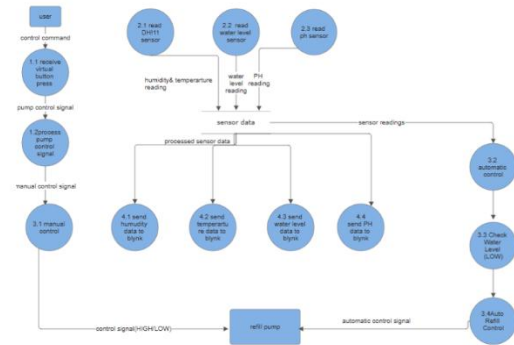 user
control command
1.1 receive
virtual
button
press
pump control signal
1.2process
pump
control
signal
manual control signal
3.1 manual
control
2.1 read
DHt11
sensor
2.2 read
water level
sensor
2.3 read
ph sensor
humidity& temperarture
reading
water
level
reading
PH
reading
sensor data
processed sensor data
sensor readings
4.1 send
humudity
data to
blynk
4.2 send
temperartu
re data to
blynk
4.3 send
water level
data to
blynk
4.4
send PH
data to
blynk
3.2
automatic
control
3.3 Check
Water
Level
(LOW)
3.4Auto
Refill
Control
control signal(HIGH/LOW)
refill pump
automatic control signal